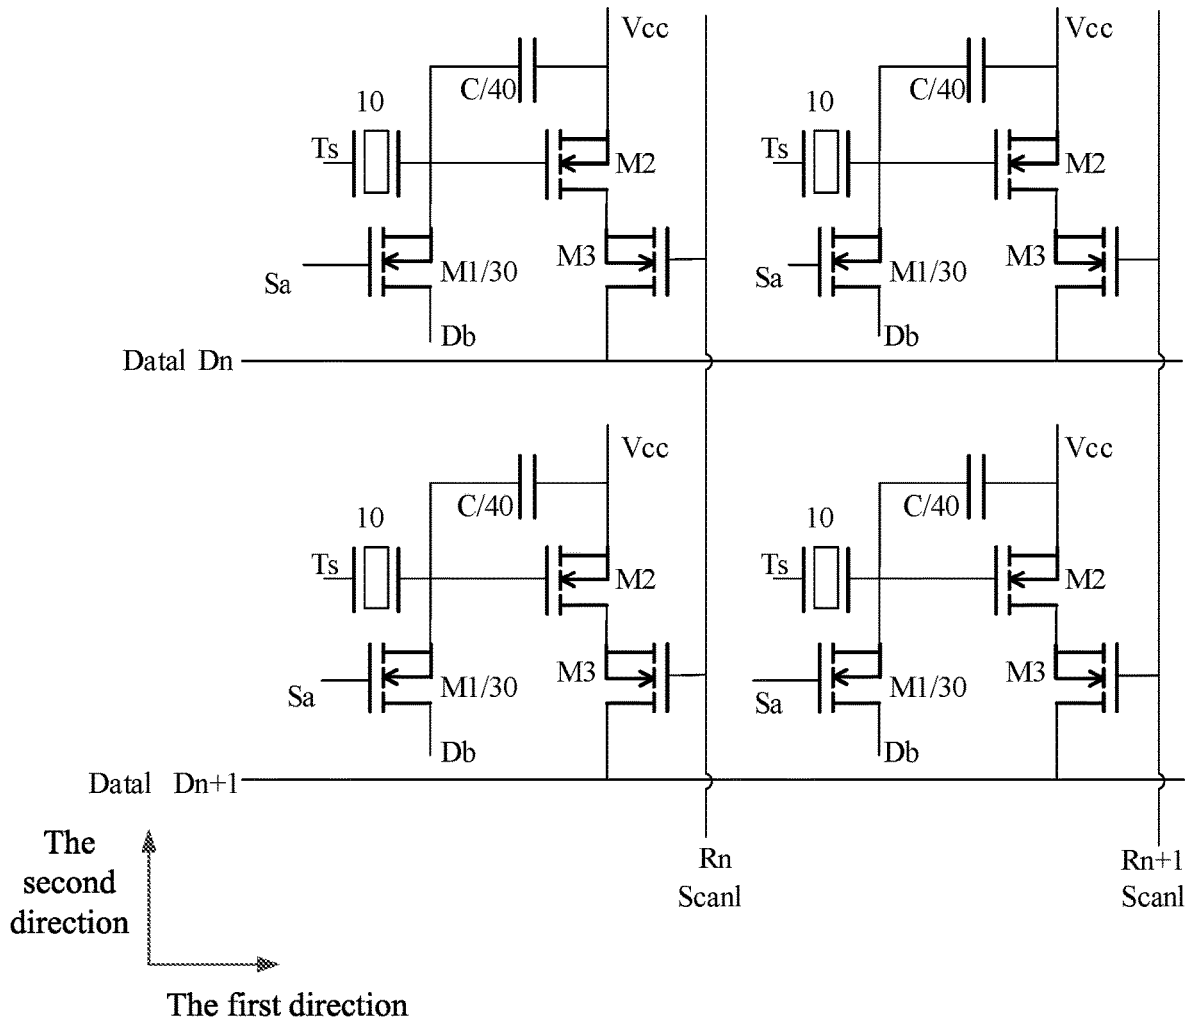 Vcc Vcc
C/40 C/40
10 10
Ts M2 Ts M2
M3 M3
Sa M1/30 Sa M1/30
Db Db
Datal Dn
Vcc Vcc
C/40 C/40
10 10
Ts M2 Ts M2
M3 M3
Sa M1/30 Sa M1/30
Db Db
Datal Dn+1
The
second
direction
Rn Rn+1
Scanl Scanl
The first direction